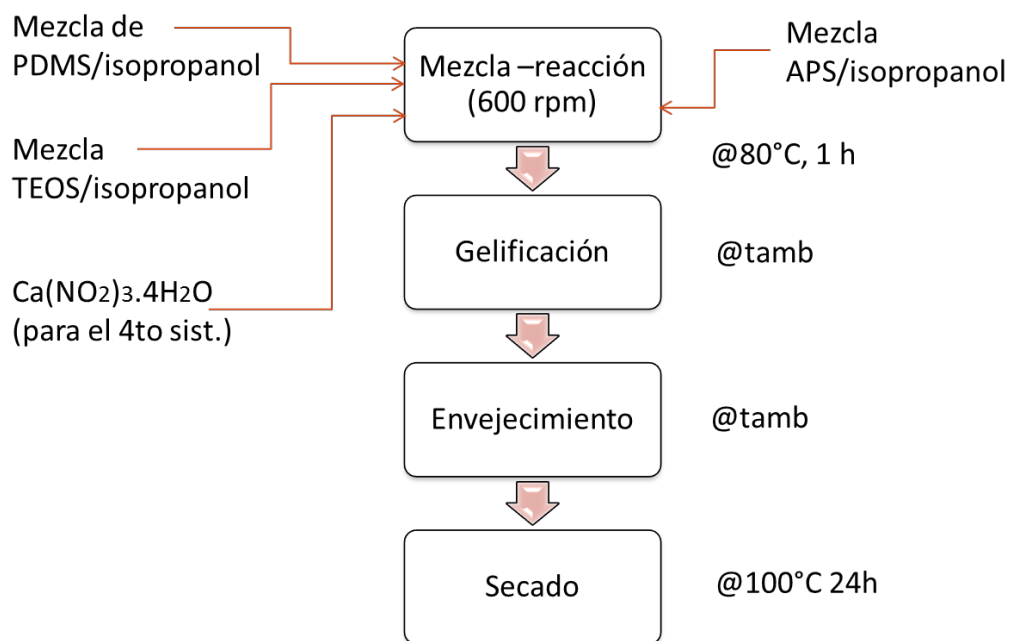 Mezcla de
PDMS/isopropanol
Mezcla
TEOS/isopropanol
Ca(NO2)3.4H2O
(para el 4to sist.)
Mezcla –reacción
(600 rpm)
Mezcla
APS/isopropanol
@80°C, 1 h
Gelificación
@tamb
Envejecimiento
@tamb
Secado
@100°C 24h